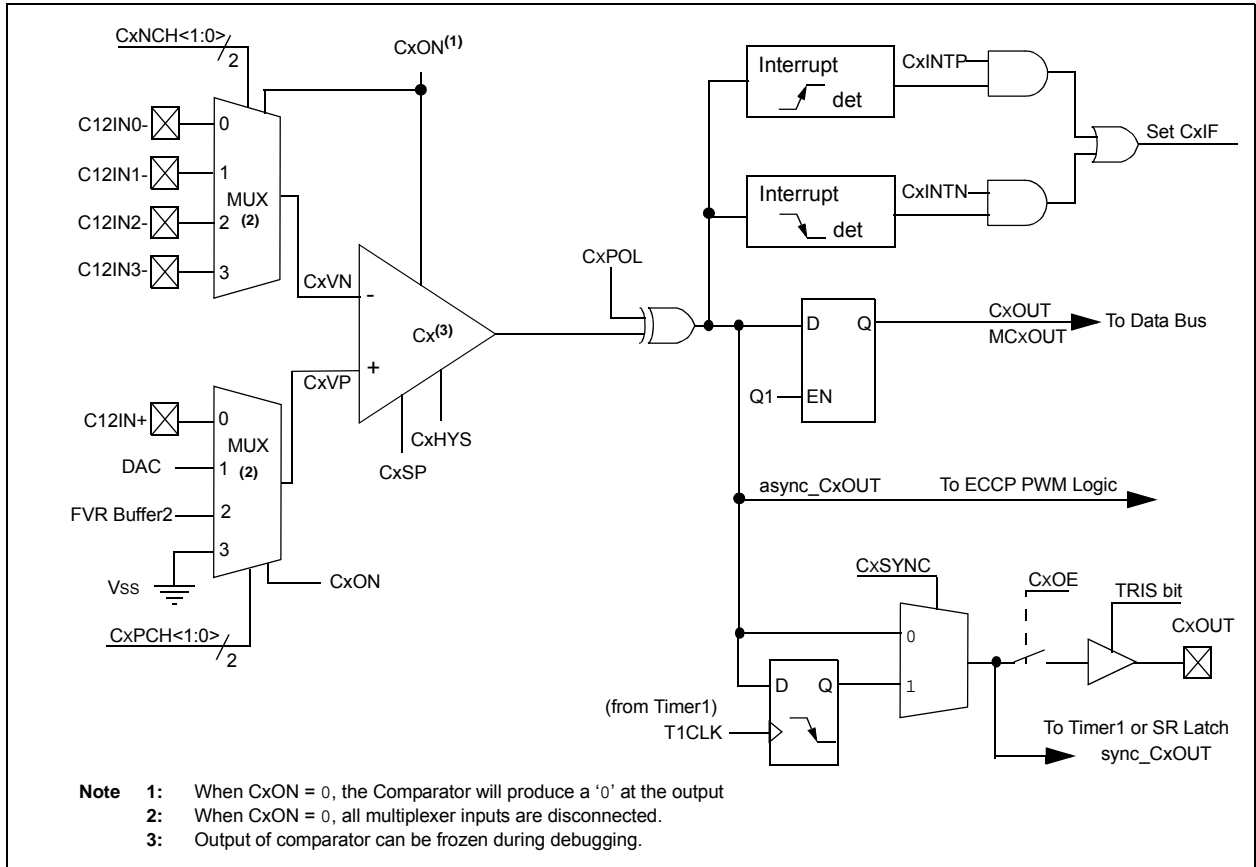 CxNCH<1:0>
2
CxON(1)
C12IN0-
0
C12IN1-
1
MUX
(2)
C12IN2-
2
C12IN3-
3
CxVN
-
Cx(3)
+
CxVP
C12IN+
0
MUX
(2)
DAC
1
FVR Buffer2
2
3
Vss
CxON
CxPCH<1:0>
2
CxHYS
CxSP
CxPOL
Interrupt
det
CxINTP
Interrupt
det
CxINTN
Set CxIF
D
Q
Q1
EN
CxOUT
MCxOUT
To Data Bus
async_CxOUT
To ECCP PWM Logic
CxSYNC
0
1
D
Q
(from Timer1)
T1CLK
CxOE
TRIS bit
CxOUT
To Timer1 or SR Latch
sync_CxOUT
Note 1: When CxON = 0, the Comparator will produce a ‘0’ at the output
2: When CxON = 0, all multiplexer inputs are disconnected.
3: Output of comparator can be frozen during debugging.